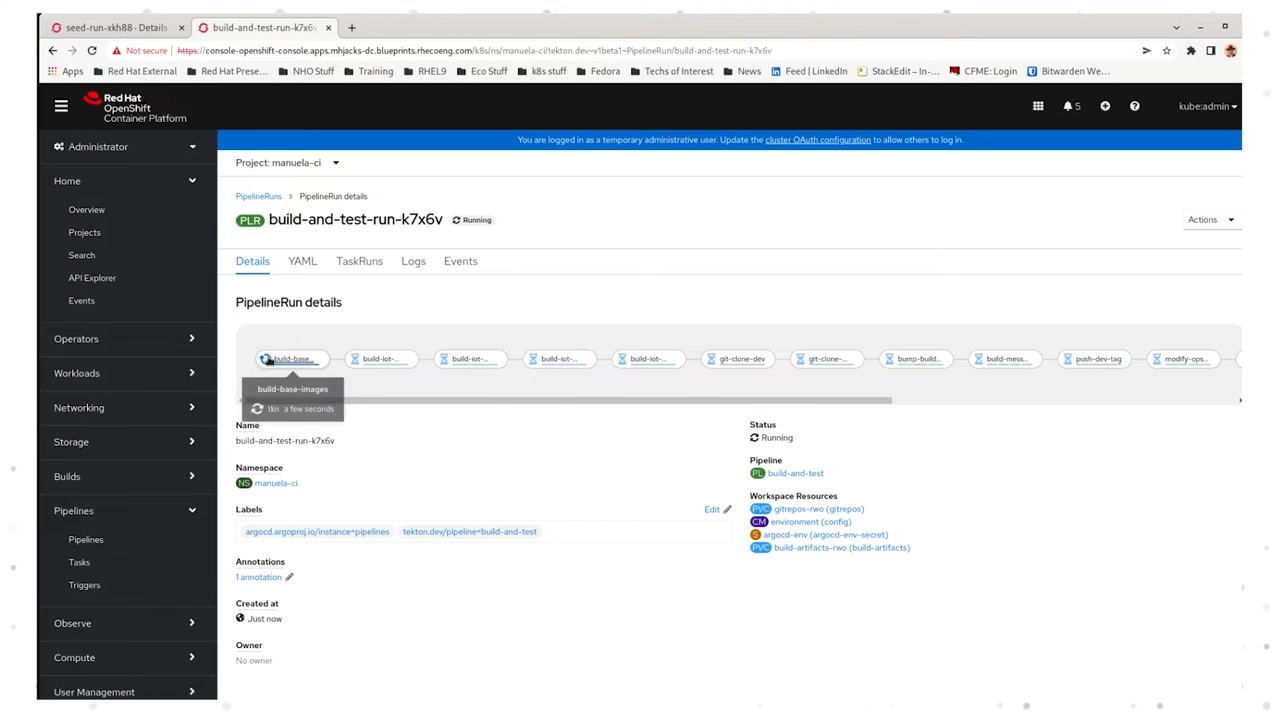 seed-run-xkh88 · Details ×
build-and-test-run-k7x6v · × +
Not secure https://console-openshift-console.apps.mhjacks-dc.blueprints.rhecoeng.com/k8s/ns/manuela-ci/tekton.dev~v1beta1~PipelineRun/build-and-test-run-k7x6v
Apps Red Hat External Red Hat Prese... NHO Stuff Training RHEL9 Eco Stuff k8s stuff Fedora Techs of Interest News Feed | LinkedIn StackEdit – In-... CFME: Login Bitwarden We...
Red Hat
OpenShift
Container Platform
5
kube:admin
You are logged in as a temporary administrative user. Update the cluster OAuth configuration to allow others to log in.
Administrator
Home
Overview
Projects
Search
API Explorer
Events
Operators
Workloads
Networking
Storage
Builds
Pipelines
Pipelines
Tasks
Triggers
Observe
Compute
User Management
Project: manuela-ci
PipelineRuns > PipelineRun details
PLR build-and-test-run-k7x6v Running
Actions
Details YAML TaskRuns Logs Events
PipelineRun details
build-base... build-iot-... build-iot-... build-iot-... build-iot-... git-clone-dev git-clone-... bump-build... build-mess... push-dev-tag modify-ops...
build-base-images
tkn a few seconds
Name
build-and-test-run-k7x6v
Namespace
NS manuela-ci
Labels
Edit
argocd.argoproj.io/instance=pipelines tekton.dev/pipeline=build-and-test
Annotations
1 annotation
Created at
Just now
Owner
No owner
Status
Running
Pipeline
PL build-and-test
Workspace Resources
PVC gitrepos-rwo (gitrepos)
CM environment (config)
S argocd-env (argocd-env-secret)
PVC build-artifacts-rwo (build-artifacts)